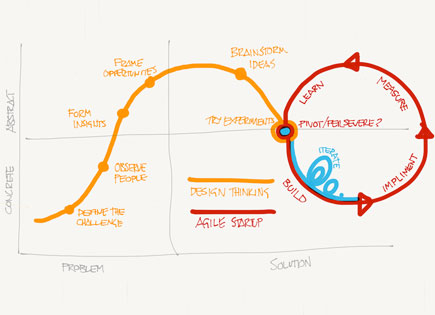 FRAME
OPPORTUNITIES
BRAINSTORM
IDEAS
LEARN
MEASURE
ABSTRACT
FORM
INSIGHTS
TRY EXPERIMENTS
PIVOT/PERSEVERE?
ITERATE
CONCRETE
OBSERVE
PEOPLE
BUILD
IMPLIMENT
DESIGN THINKING
DEFINE THE
CHALLENGE
AGILE STARTUP
PROBLEM
SOLUTION